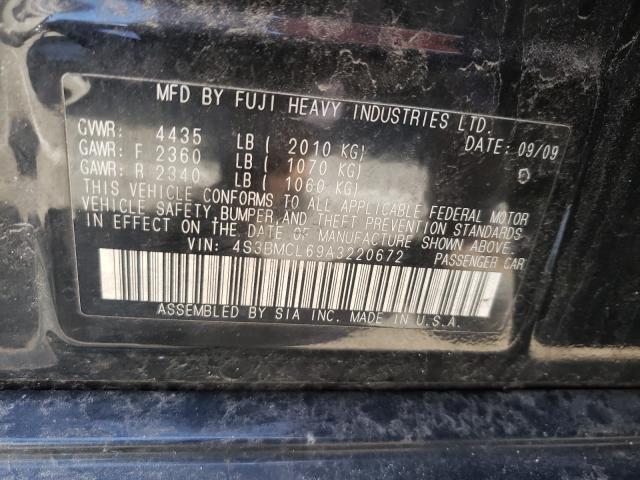 MFD BY FUJI HEAVY INDUSTRIES LTD.
GVWR: 4435 LB ( 2010 KG) DATE: 09/09
GAWR: F 2360 LB ( 1070 KG)
GAWR: R 2340 LB ( 1060 KG)
THIS VEHICLE CONFORMS TO ALL APPLICABLE FEDERAL MOTOR
VEHICLE SAFETY, BUMPER, AND THEFT PREVENTION STANDARDS
IN EFFECT ON THE DATE OF MANUFACTURE SHOWN ABOVE.
VIN: 4S3BMCL69A3220672 PASSENGER CAR
ASSEMBLED BY SIA INC. MADE IN U.S.A.